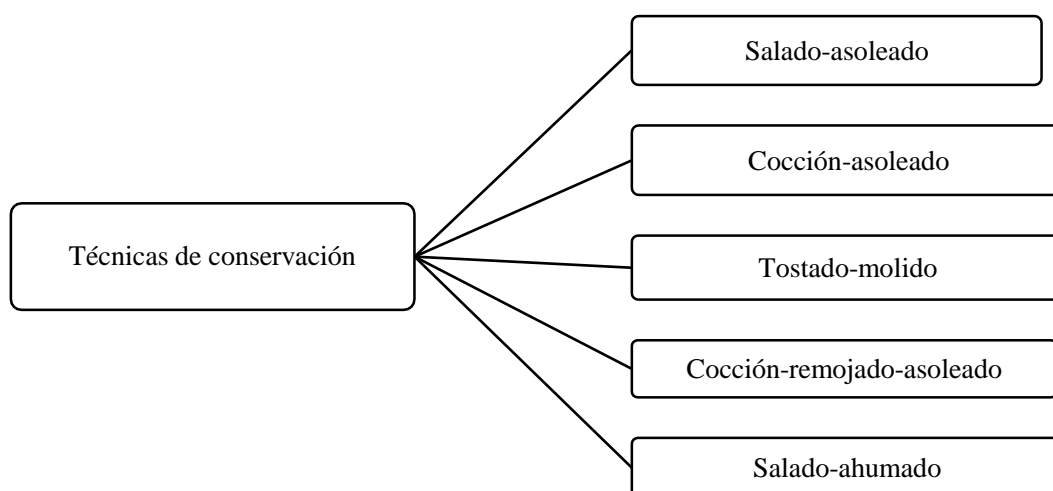 Salado-asoleado
Cocción-asoleado
Técnicas de conservación
Tostado-molido
Cocción-remojado-asoleado
Salado-ahumado